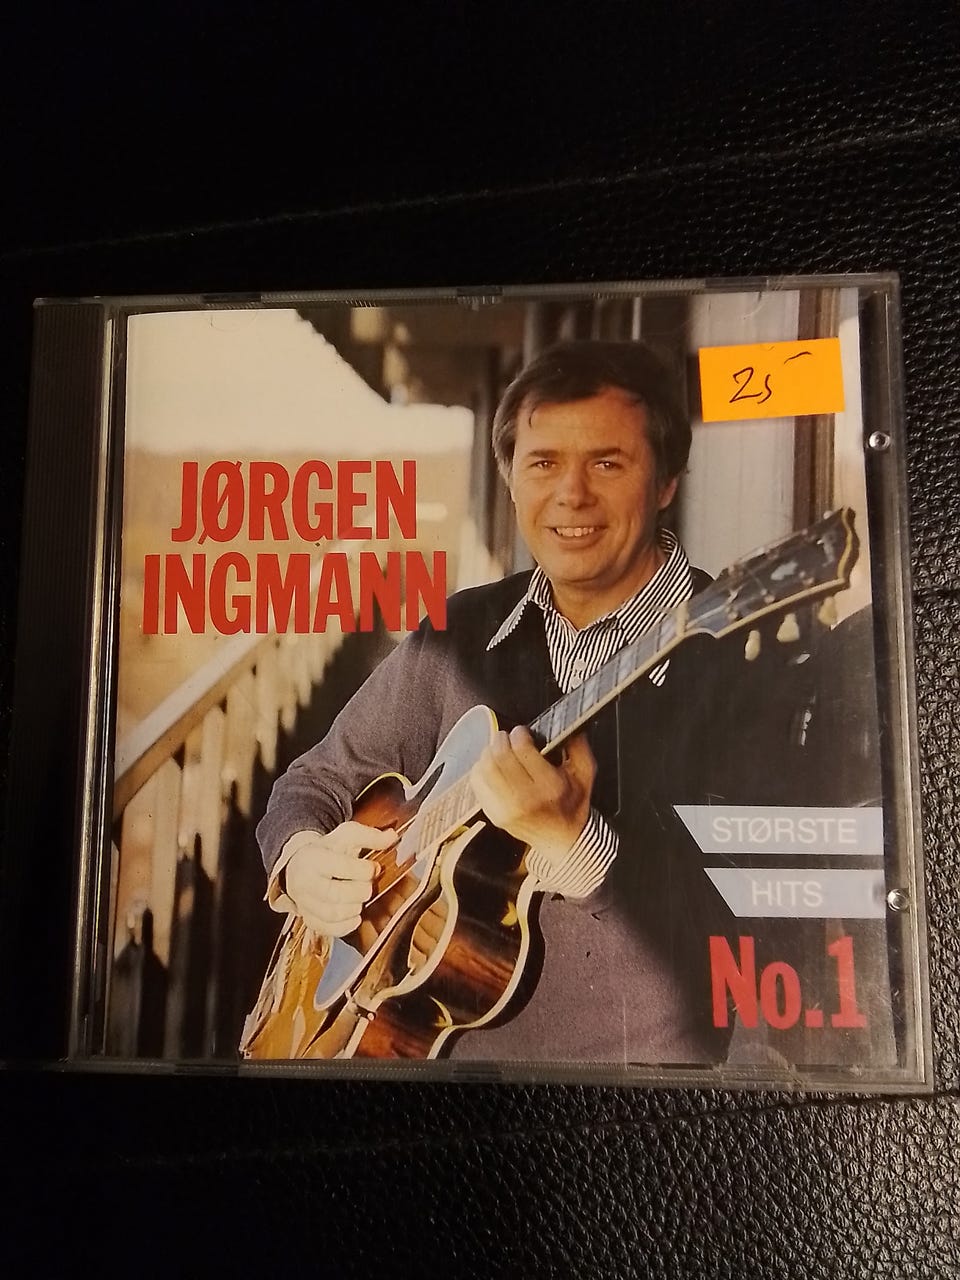 25
JØRGEN
INGMANN
STØRSTE
HITS
No.1